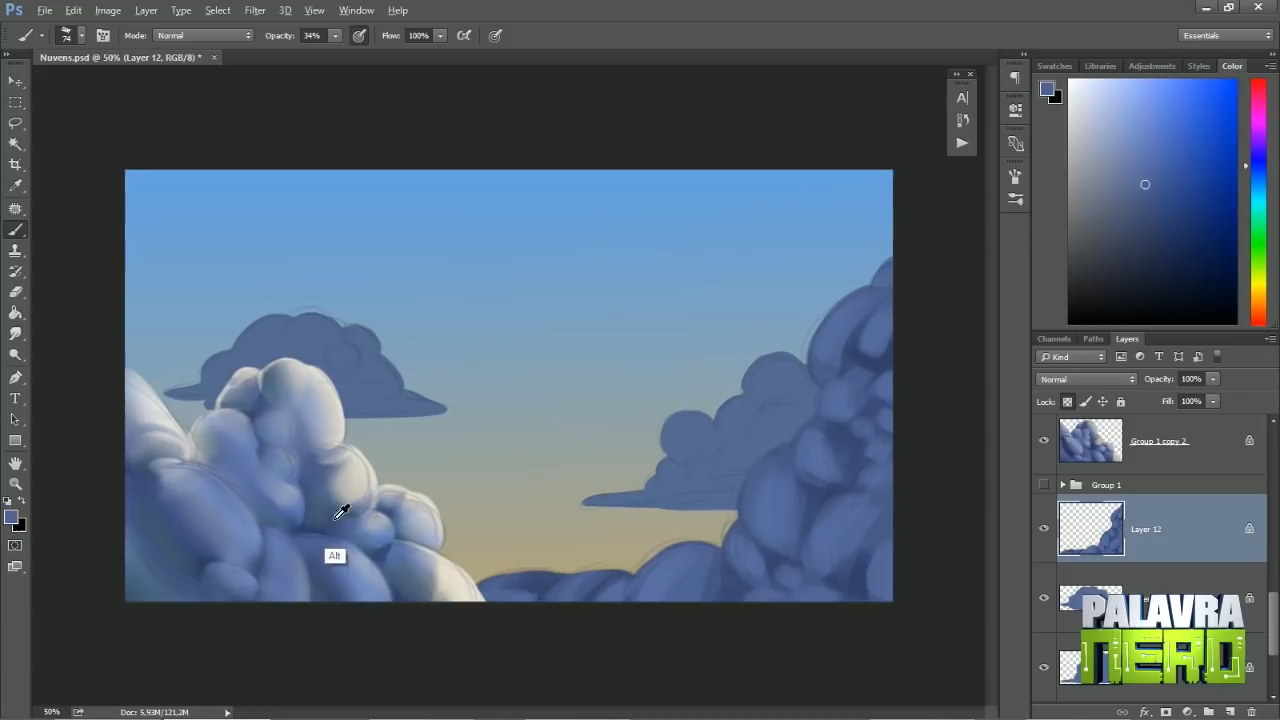 Ps File Edit Image Layer Type Select Filter 3D View Window Help
74 Mode: Normal Opacity: 34% Flow: 100% Essentials
Nuvens.psd @ 50% (Layer 12, RGB/8) * ×
Swatches Libraries Adjustments Styles Color
Alt
Channels Paths Layers
Kind
Normal Opacity: 100%
Lock: Fill: 100%
Group 1 copy 2
Group 1
Layer 12
PALAVRA
NERD
50% Doc: 5,93M/121,2M